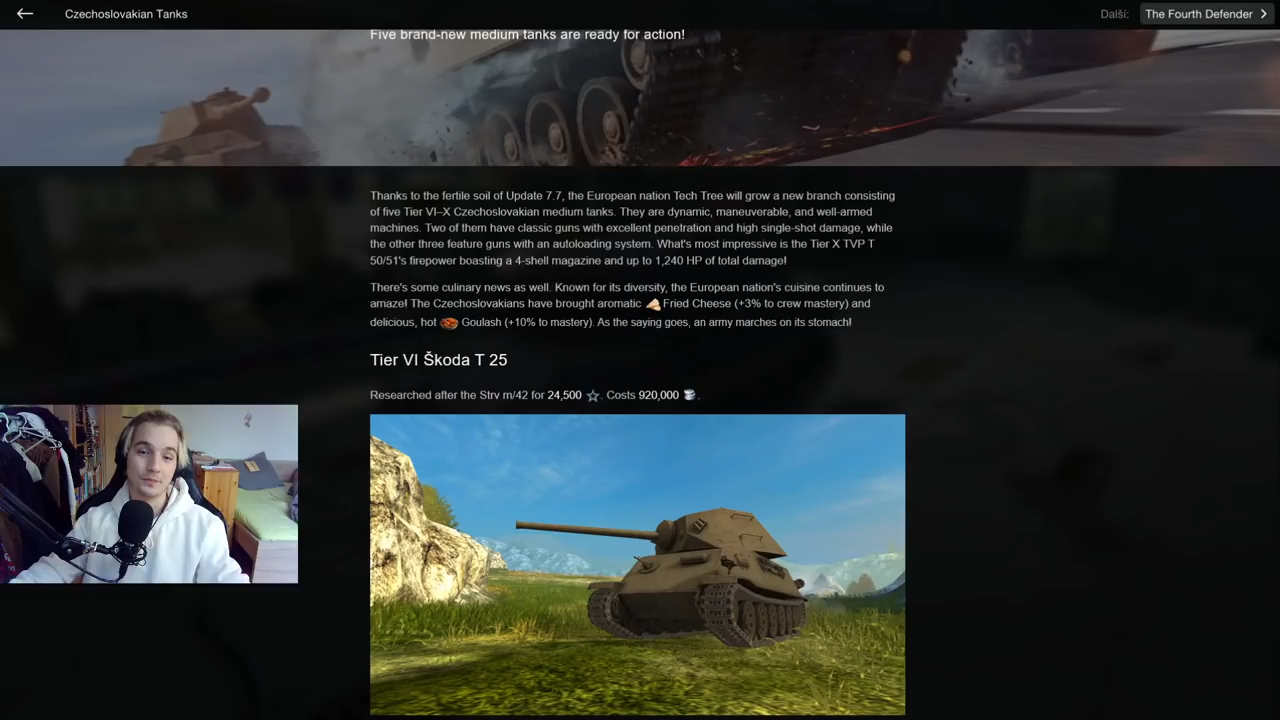 Czechoslovakian Tanks
Další: The Fourth Defender
Five brand-new medium tanks are ready for action!
Thanks to the fertile soil of Update 7.7, the European nation Tech Tree will grow a new branch consisting
of five Tier VI–X Czechoslovakian medium tanks. They are dynamic, maneuverable, and well-armed
machines. Two of them have classic guns with excellent penetration and high single-shot damage, while
the other three feature guns with an autoloading system. What's most impressive is the Tier X TVP T
50/51's firepower boasting a 4-shell magazine and up to 1,240 HP of total damage!
There's some culinary news as well. Known for its diversity, the European nation's cuisine continues to
amaze! The Czechoslovakians have brought aromatic Fried Cheese (+3% to crew mastery) and
delicious, hot Goulash (+10% to mastery). As the saying goes, an army marches on its stomach!
Tier VI Škoda T 25
Researched after the Strv m/42 for 24,500 . Costs 920,000 .